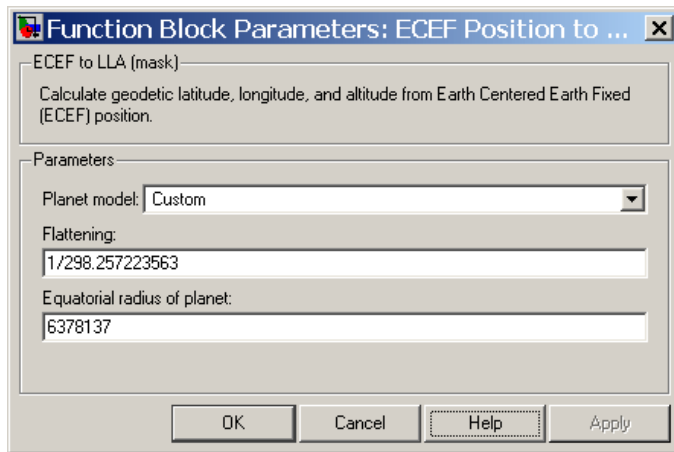 Function Block Parameters: ECEF Position to ...
ECEF to LLA (mask)
Calculate geodetic latitude, longitude, and altitude from Earth Centered Earth Fixed
(ECEF) position.
Parameters
Planet model: Custom
Flattening:
1/298.257223563
Equatorial radius of planet:
6378137
OK Cancel Help Apply